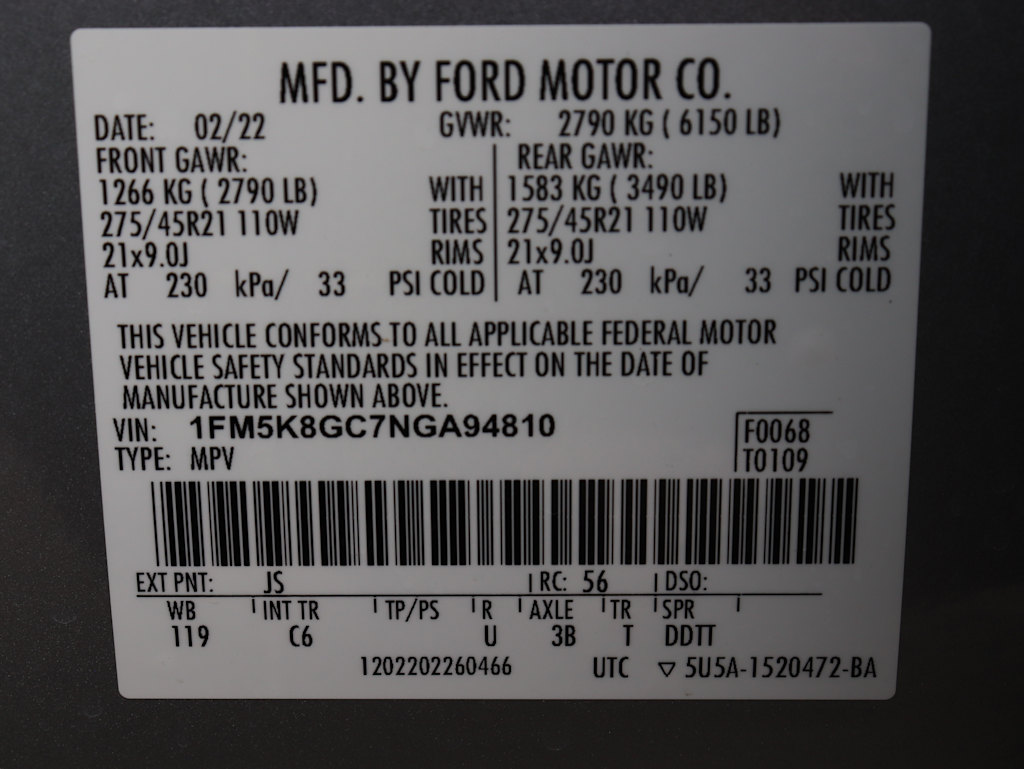 MFD. BY FORD MOTOR CO.
DATE: 02/22 GVWR: 2790 KG ( 6150 LB)
FRONT GAWR: REAR GAWR:
1266 KG ( 2790 LB) WITH 1583 KG ( 3490 LB) WITH
275/45R21 110W TIRES 275/45R21 110W TIRES
21x9.0J RIMS 21x9.0J RIMS
AT 230 kPa/ 33 PSI COLD AT 230 kPa/ 33 PSI COLD
THIS VEHICLE CONFORMS TO ALL APPLICABLE FEDERAL MOTOR
VEHICLE SAFETY STANDARDS IN EFFECT ON THE DATE OF
MANUFACTURE SHOWN ABOVE.
VIN: 1FM5K8GC7NGA94810 F0068
TYPE: MPV T0109
EXT PNT: JS RC: 56 DSO:
WB INT TR TP/PS R AXLE TR SPR
119 C6 U 3B T DDTT
1202202260466 UTC ▽ 5U5A-1520472-BA